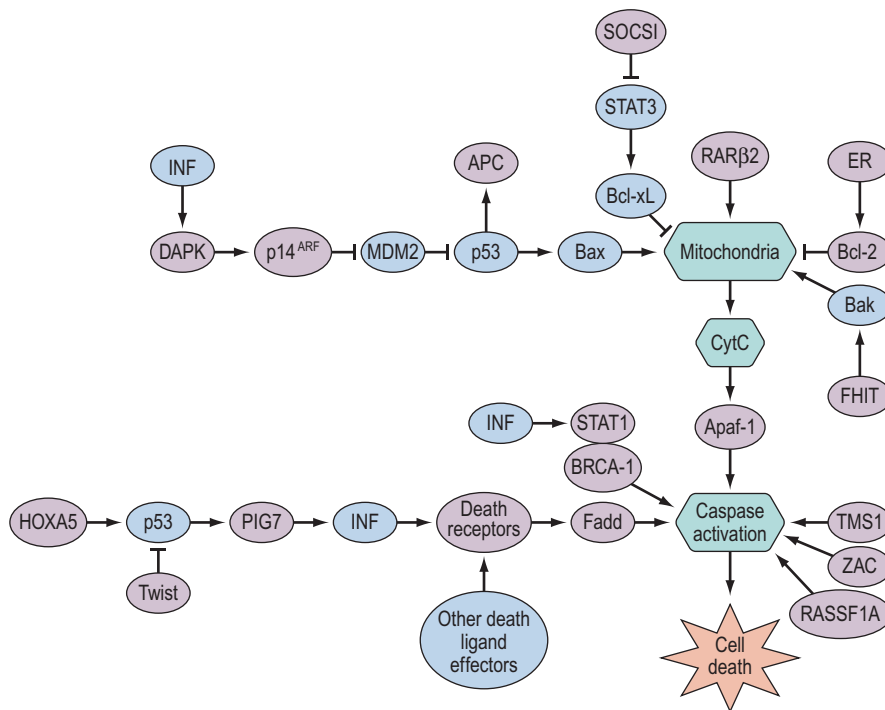 SOCSI
STAT3
INF
APC
RARβ2
ER
Bcl-xL
DAPK
p14ARF
MDM2
p53
Bax
Mitochondria
Bcl-2
Bak
CytC
FHIT
INF
STAT1
Apaf-1
BRCA-1
HOXA5
p53
PIG7
INF
Death
receptors
Fadd
Caspase
activation
TMS1
ZAC
Twist
RASSF1A
Other death
ligand
effectors
Cell
death